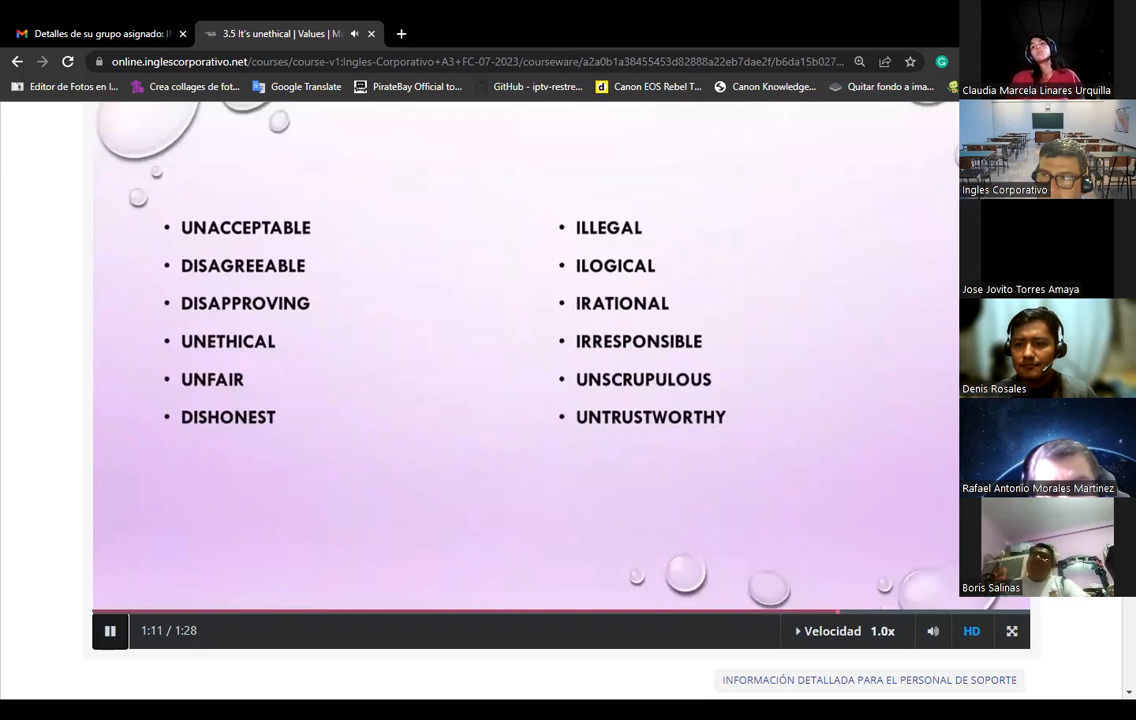 Detalles de su grupo asignado: I
3.5 It's unethical | Values | M
online.inglescorporativo.net/courses/course-v1:Ingles-Corporativo+A3+FC-07-2023/courseware/a2a0b1a38455453d82888a22eb7dae2f/b6da15b027...
Editor de Fotos en l...
Crea collages de fot...
Google Translate
PirateBay Official to...
GitHub - iptv-restre...
Canon EOS Rebel T...
Canon Knowledge...
Quitar fondo a ima...
• UNACCEPTABLE
• DISAGREEABLE
• DISAPPROVING
• UNETHICAL
• UNFAIR
• DISHONEST
• ILLEGAL
• ILOGICAL
• IRATIONAL
• IRRESPONSIBLE
• UNSCRUPULOUS
• UNTRUSTWORTHY
1:11 / 1:28
Velocidad 1.0x
HD
INFORMACIÓN DETALLADA PARA EL PERSONAL DE SOPORTE
Claudia Marcela Linares Urquilla
Ingles Corporativo
Jose Jovito Torres Amaya
Denis Rosales
Rafael Antonio Morales Martinez
Boris Salinas